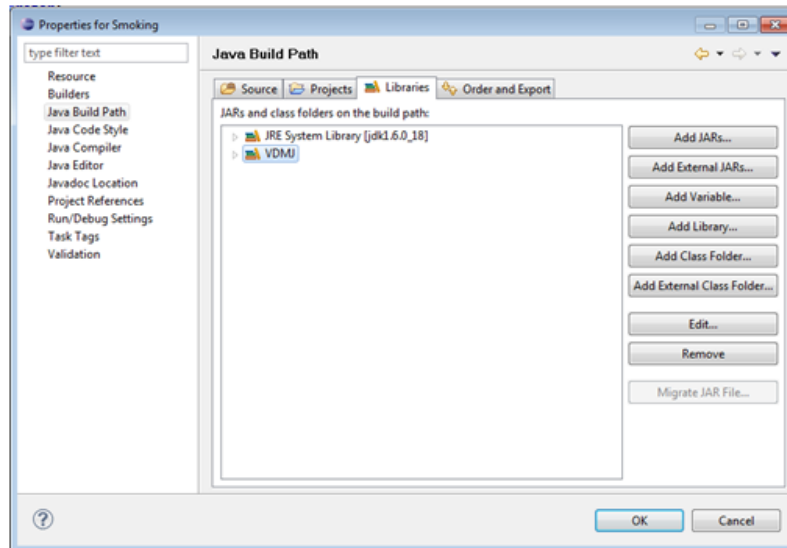 Properties for Smoking
type filter text
Resource
Builders
Java Build Path
Java Code Style
Java Compiler
Java Editor
Javadoc Location
Project References
Run/Debug Settings
Task Tags
Validation
Java Build Path
Source
Projects
Libraries
Order and Export
JARs and class folders on the build path:
JRE System Library [jdk1.6.0_18]
VDMJ
Add JARs...
Add External JARs...
Add Variable...
Add Library...
Add Class Folder...
Add External Class Folder...
Edit...
Remove
Migrate JAR File...
?
OK
Cancel